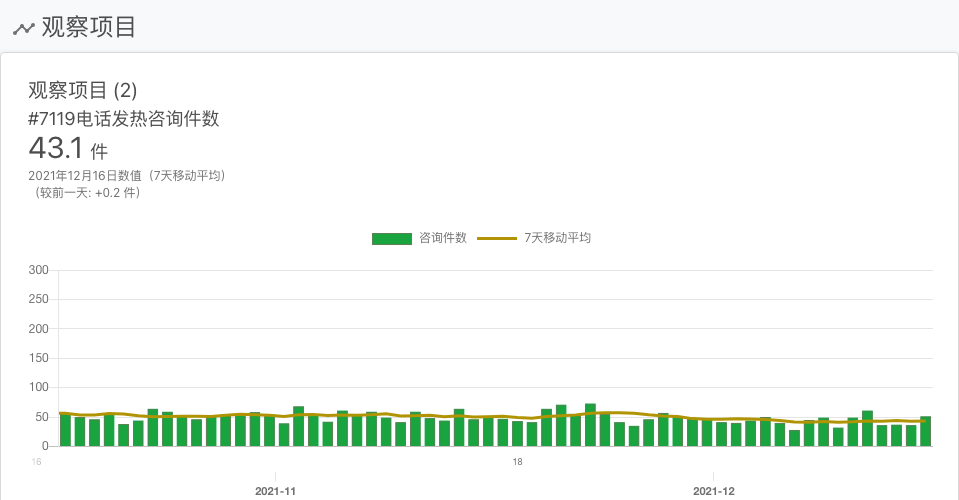 观察项目
观察项目 (2)
#7119电话发热咨询件数
43.1 件
2021年12月16日数值（7天移动平均）
（较前一天: +0.2 件）
咨询件数 7天移动平均
300
250
200
150
100
50
0
16 18
2021-11 2021-12